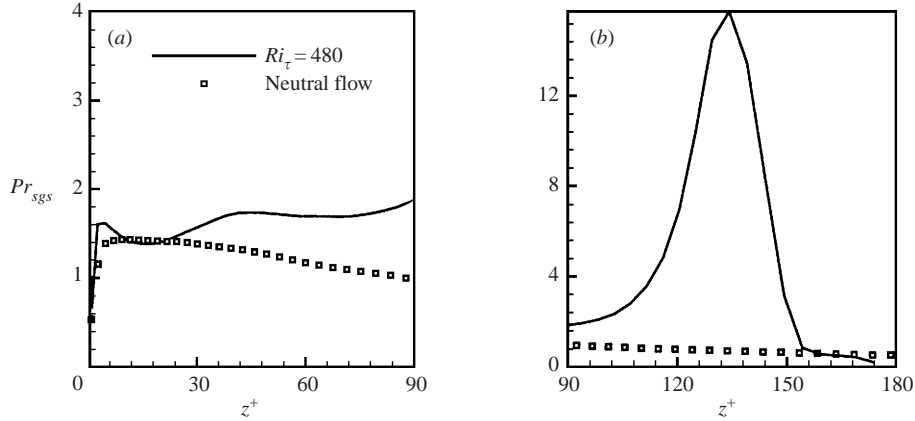 4
(a)
Ri_τ = 480
Neutral flow
3
Pr_sgs
2
1
0
30
60
90
z^+
(b)
12
8
4
0
90
120
150
180
z^+